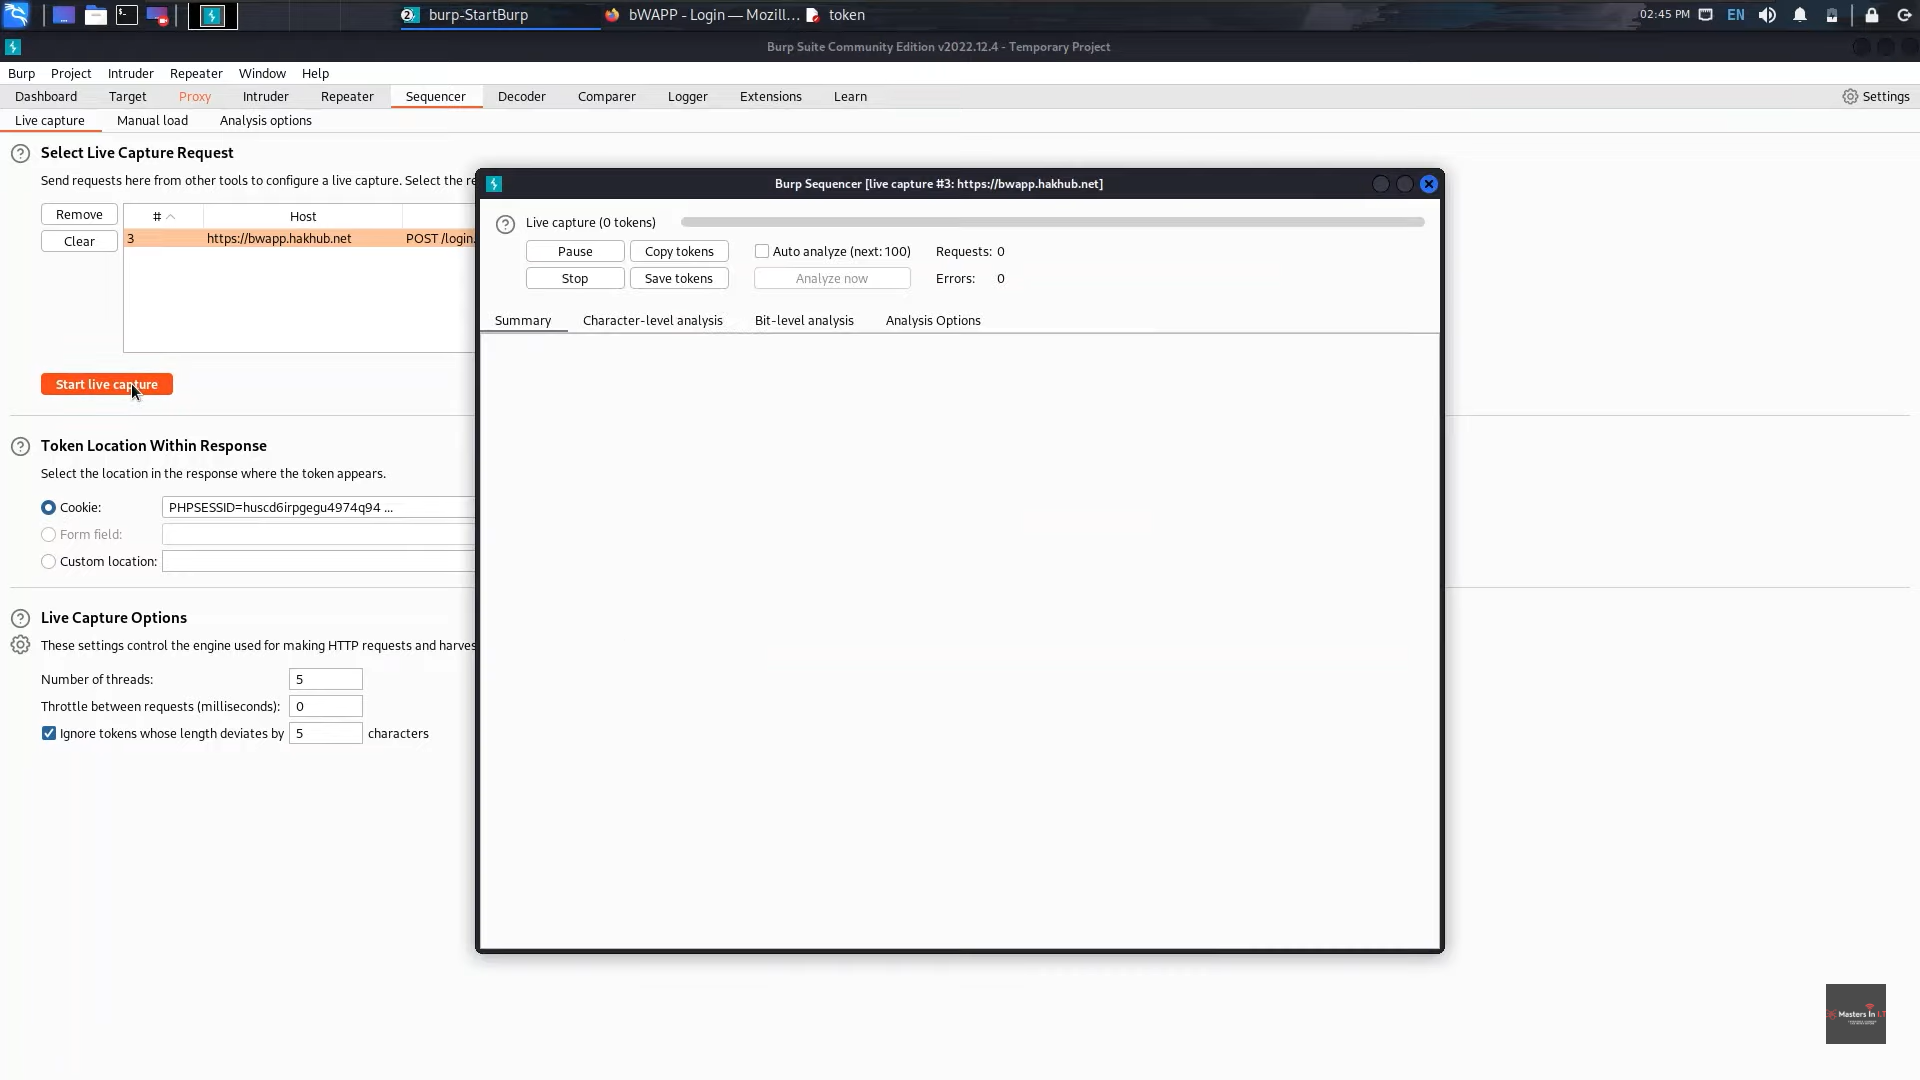 burp-StartBurp
bWAPP - Login — Mozill...
token
02:45 PM
EN
Burp Suite Community Edition v2022.12.4 - Temporary Project
Burp Project Intruder Repeater Window Help
Dashboard Target Proxy Intruder Repeater Sequencer Decoder Comparer Logger Extensions Learn Settings
Live capture Manual load Analysis options
Select Live Capture Request
Send requests here from other tools to configure a live capture. Select the re
Remove
Clear
# Host
3 https://bwapp.hakhub.net POST /login.
Start live capture
Token Location Within Response
Select the location in the response where the token appears.
Cookie: PHPSESSID=huscd6irpgegu4974q94 ...
Form field:
Custom location:
Live Capture Options
These settings control the engine used for making HTTP requests and harves
Number of threads: 5
Throttle between requests (milliseconds): 0
Ignore tokens whose length deviates by 5 characters
Burp Sequencer [live capture #3: https://bwapp.hakhub.net]
Live capture (0 tokens)
Pause Copy tokens Auto analyze (next: 100) Requests: 0
Stop Save tokens Analyze now Errors: 0
Summary Character-level analysis Bit-level analysis Analysis Options
Masters In I.T